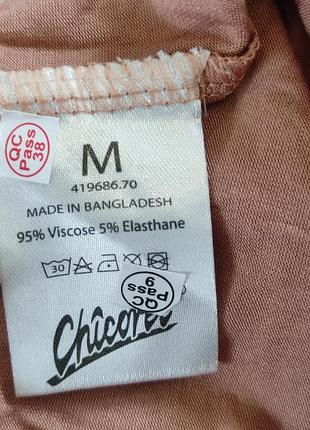 QC
Pass
38
M
419686.70
MADE IN BANGLADESH
95% Viscose 5% Elasthane
30
QC
Pass
9
Chicorée